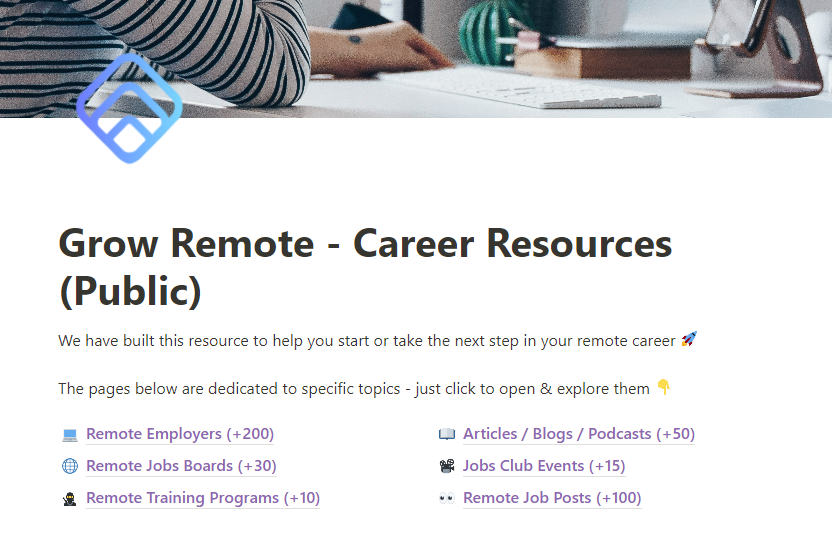 Grow Remote - Career Resources
(Public)
We have built this resource to help you start or take the next step in your remote career 🚀
The pages below are dedicated to specific topics - just click to open & explore them 👇
Remote Employers (+200)
Remote Jobs Boards (+30)
Remote Training Programs (+10)
Articles / Blogs / Podcasts (+50)
Jobs Club Events (+15)
Remote Job Posts (+100)